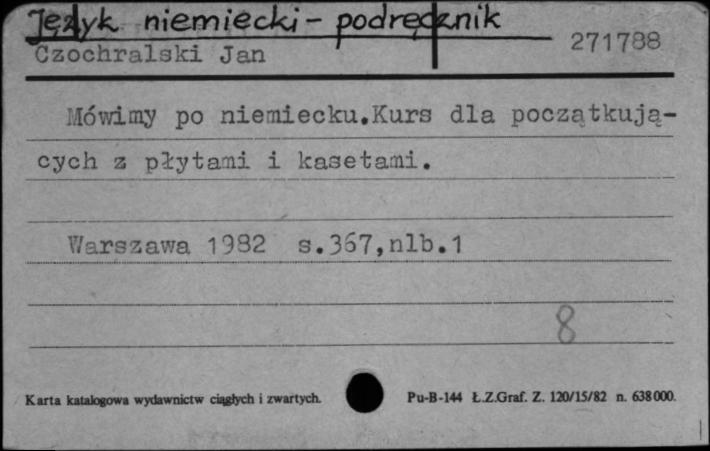 Język niemiecki - podręcznik
Czochralski Jan 271788
Mówimy po niemiecku.Kurs dla początkują-
cych z płytami i kasetami.
Warszawa 1982 s.367,nlb.1
8
Karta katalogowa wydawnictw ciągłych i zwartych. Pu-B-144 Ł.Z.Graf. Z. 120/15/82 n. 638000.